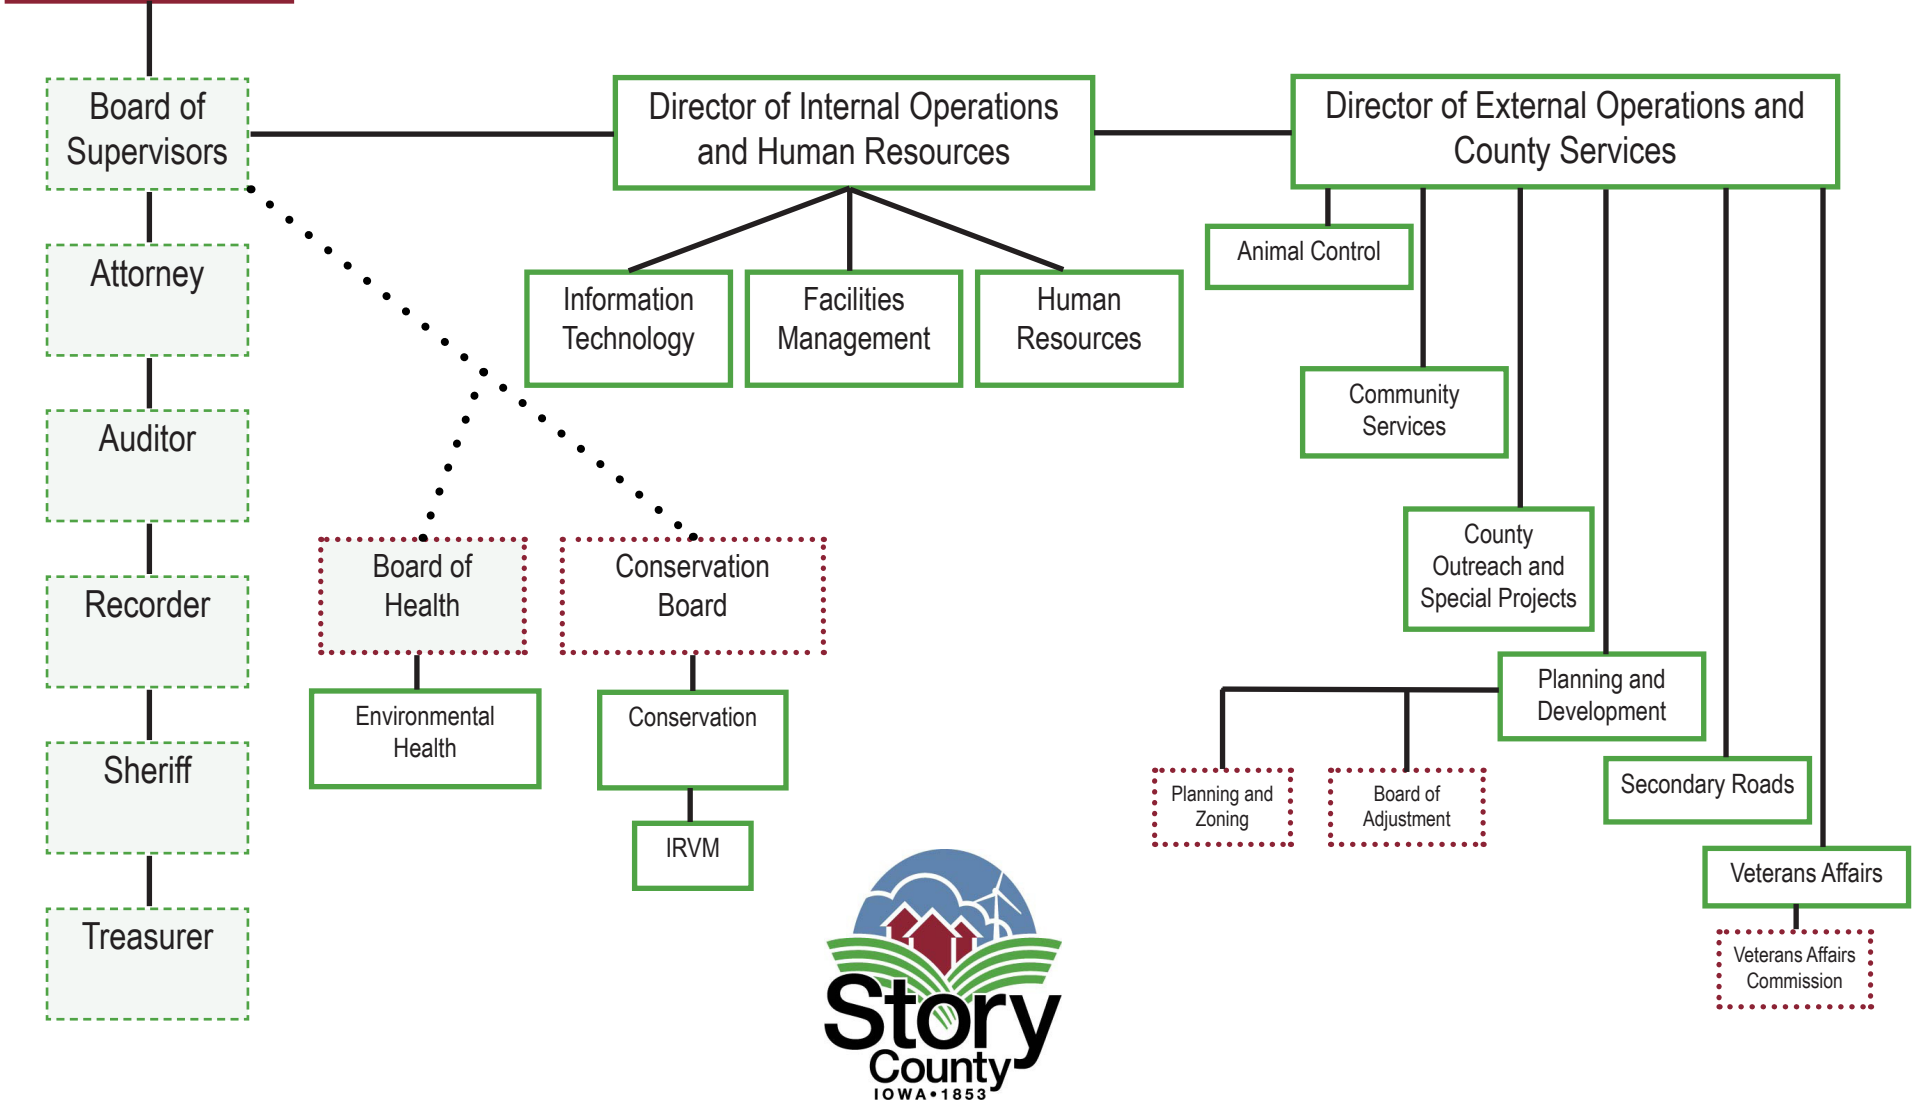 Board of
Supervisors
Director of Internal Operations
and Human Resources
Director of External Operations and
County Services
Attorney
Information
Technology
Facilities
Management
Human
Resources
Animal Control
Community
Services
Auditor
County
Outreach and
Special Projects
Board of
Health
Conservation
Board
Recorder
Planning and
Development
Environmental
Health
Conservation
Sheriff
Planning and
Zoning
Board of
Adjustment
Secondary Roads
IRVM
Veterans Affairs
Treasurer
Veterans Affairs
Commission
Story
County
IOWA•1853